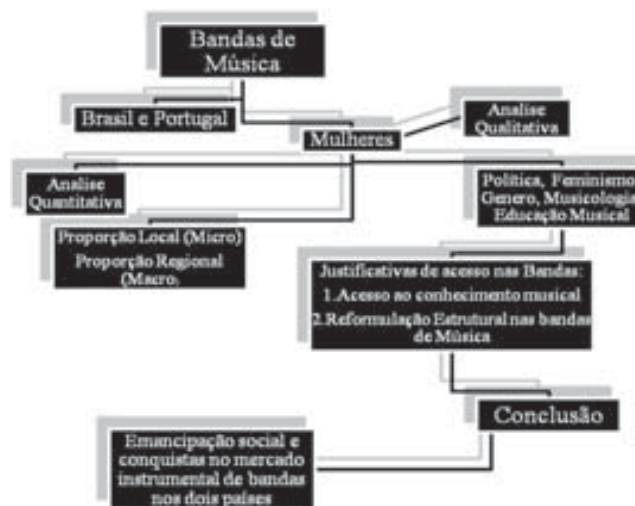 Bandas de
Música
Brasil e Portugal
Mulheres
Analise
Qualitativa
Analise
Quantitativa
Proporção Local (Micro)
Proporção Regional
(Macro)
Política, Feminismo
Genero, Musicologia
Educação Musical
Justificativas de acesso nas Bandas:
1.Acesso ao conhecimento musical
2.Reformulação Estrutural nas bandas
de Música
Conclusão
Emancipação social e
conquistas no mercado
instrumental de bandas
nos dois países